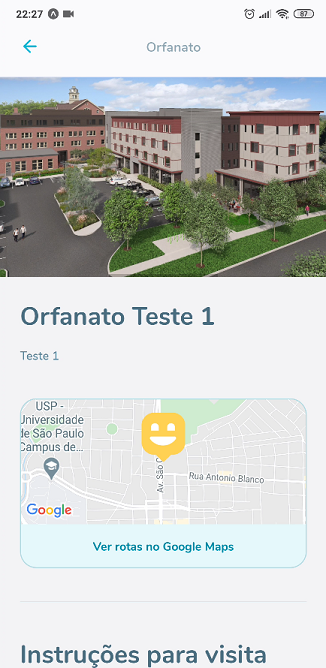 22:27
87
Orfanato
Orfanato Teste 1
Teste 1
USP -
Universidade
de São Paulo
Campus de...
Av. São C
Rua Antonio Blanco
Google
Ver rotas no Google Maps
Instruções para visita